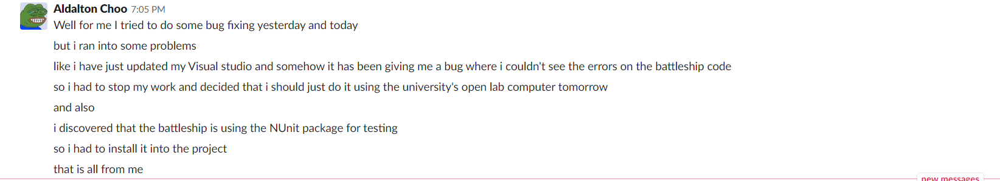 Aldalton Choo 7:05 PM
Well for me I tried to do some bug fixing yesterday and today
but i ran into some problems
like i have just updated my Visual studio and somehow it has been giving me a bug where i couldn't see the errors on the battleship code
so i had to stop my work and decided that i should just do it using the university's open lab computer tomorrow
and also
i discovered that the battleship is using the NUnit package for testing
so i had to install it into the project
that is all from me
new messages